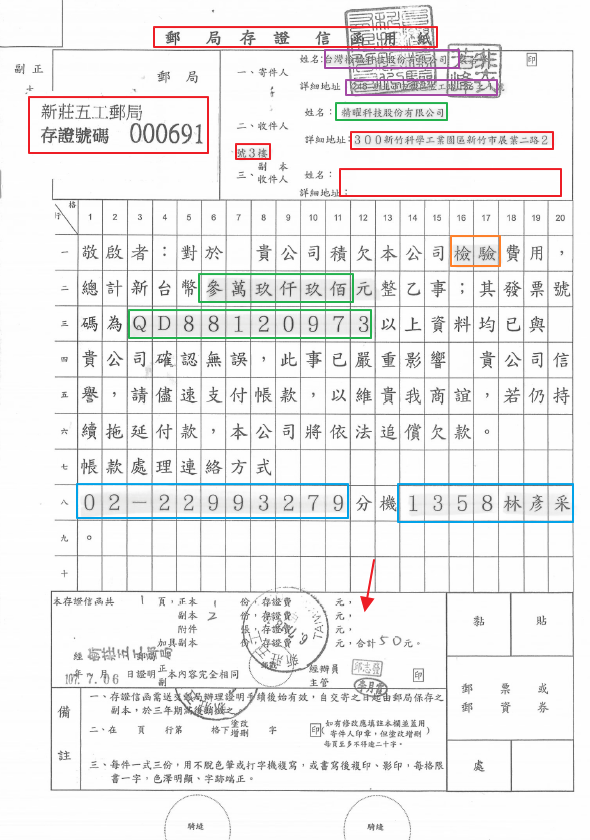 郵局存證信函用紙
副 正
郵 局
新莊五工郵局
存證號碼 000691
一、寄件人
姓名:台灣檢驗科技股份有限公司
印
詳細地址:248
二、收件人
姓名:精曜科技股份有限公司
詳細地址:300新竹科學工業園區新竹市展業二路2
號3樓
三、副本收件人
姓名:
詳細地址:
格
行
1 2 3 4 5 6 7 8 9 10 11 12 13 14 15 16 17 18 19 20
一 敬啟者:對於 貴公司積欠本公司檢驗費用,
二 總計新台幣參萬玖仟玖佰元整乙事;其發票號
三 碼為QD88120973以上資料均已與
四 貴公司確認無誤,此事已嚴重影響 貴公司信
五 譽,請儘速支付帳款,以維貴我商誼,若仍持
六 續拖延付款,本公司將依法追償欠款。
七 帳款處理連絡方式
八 02-22993279分機1358林彥采
九 。
十
本存證信函共 1 頁,正本 1 份,存證費 元,
副本 2 份,存證費 元,
附件 張,存證費 元,
加具副本 份,存證費 元,合計50元。
經 新莊五工郵局 郵局
107.7.06
年 月 日證明 本內容完全相同
經辦員
主管
印
黏 貼
郵 票 或
郵 資 券
處
備註
一、存證信函需送交郵局辦理證明手續後始有效,自交寄之日起由郵局保存之
副本,於三年期滿後銷燬之。
二、在 頁 行第 格下塗改增刪 字 印(如有修改應填註本欄並蓋用
寄件人印章,但塗改增刪)
每頁至多不得逾二十字。
三、每件一式三份,用不脫色筆或打字機複寫,或書寫後複印、影印,每格限
書一字,色澤明顯、字跡端正。
騎縫 騎縫